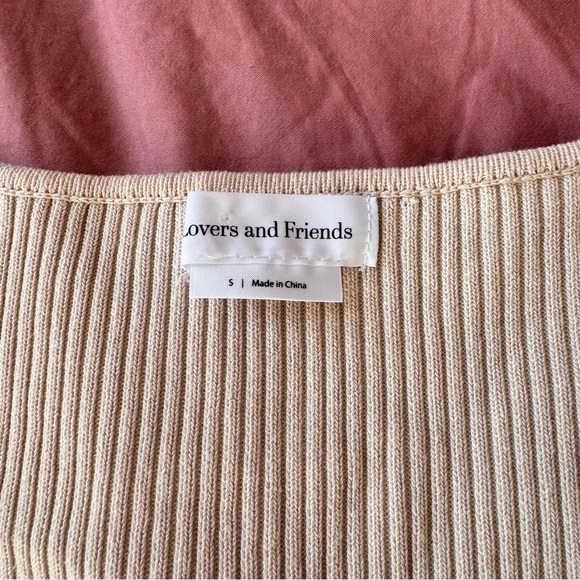 Lovers and Friends
S | Made in China